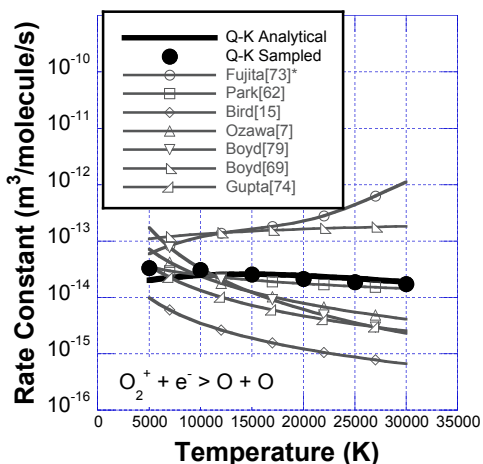 Q-K Analytical
Q-K Sampled
Fujita[73]*
Park[62]
Bird[15]
Ozawa[7]
Boyd[79]
Boyd[69]
Gupta[74]
Rate Constant (m³/molecule/s)
10⁻¹⁰
10⁻¹¹
10⁻¹²
10⁻¹³
10⁻¹⁴
10⁻¹⁵
10⁻¹⁶
O₂⁺ + e⁻ > O + O
0 5000 10000 15000 20000 25000 30000 35000
Temperature (K)